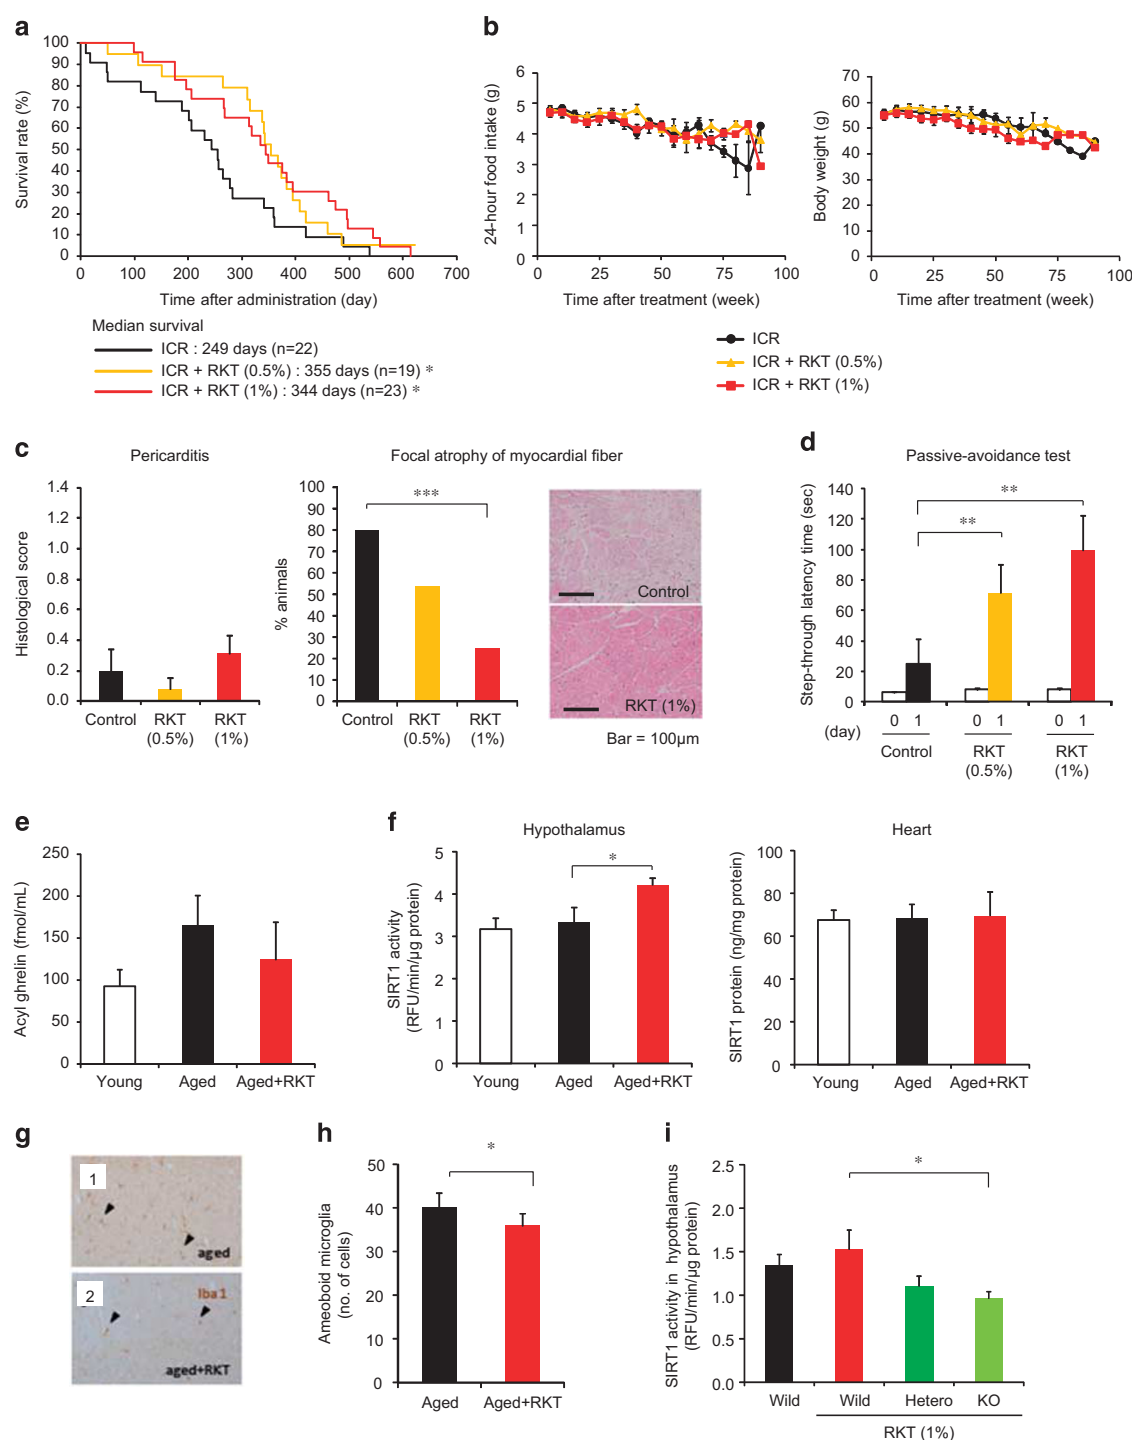 a
100
90
80
70
60
50
40
30
20
10
0
Survival rate (%)
0 100 200 300 400 500 600 700
Time after administration (day)
Median survival
ICR : 249 days (n=22)
ICR + RKT (0.5%) : 355 days (n=19) *
ICR + RKT (1%) : 344 days (n=23) *
b
6
5
4
3
2
1
0
24-hour food intake (g)
0 25 50 75 100
Time after treatment (week)
70
60
50
40
30
20
10
0
Body weight (g)
0 25 50 75 100
Time after treatment (week)
ICR
ICR + RKT (0.5%)
ICR + RKT (1%)
c
Pericarditis
1.4
1.2
1.0
0.8
0.6
0.4
0.2
0.0
Histological score
Control RKT RKT
(0.5%) (1%)
Focal atrophy of myocardial fiber
100
90
80
70
60
50
40
30
20
10
0
% animals
***
Control RKT RKT
(0.5%) (1%)
Control
RKT (1%)
Bar = 100µm
d
Passive-avoidance test
140
120
100
80
60
40
20
0
Step-through latency time (sec)
**
**
0 1 0 1 0 1
(day)
Control RKT RKT
(0.5%) (1%)
e
250
200
150
100
50
0
Acyl ghrelin (fmol/mL)
Young Aged Aged+RKT
f
Hypothalamus
5
4
3
2
1
0
SIRT1 activity
(RFU/min/µg protein)
*
Young Aged Aged+RKT
Heart
100
80
60
40
20
0
SIRT1 protein (ng/mg protein)
Young Aged Aged+RKT
g
1
aged
2
Iba1
aged+RKT
h
*
50
40
30
20
10
0
Ameoboid microglia
(no. of cells)
Aged Aged+RKT
i
2.5
2.0
1.5
1.0
0.5
0.0
SIRT1 activity in hypothalamus
(RFU/min/µg protein)
*
Wild Wild Hetero KO
RKT (1%)